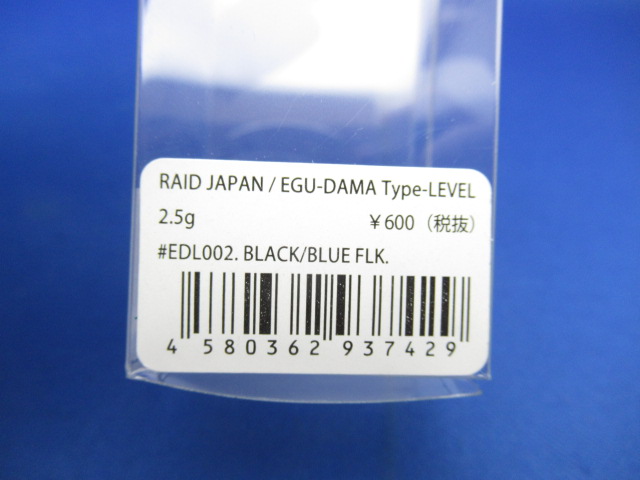 RAID JAPAN / EGU-DAMA Type-LEVEL
2.5g ￥600（税抜）
#EDL002. BLACK/BLUE FLK.
4 580362 937429